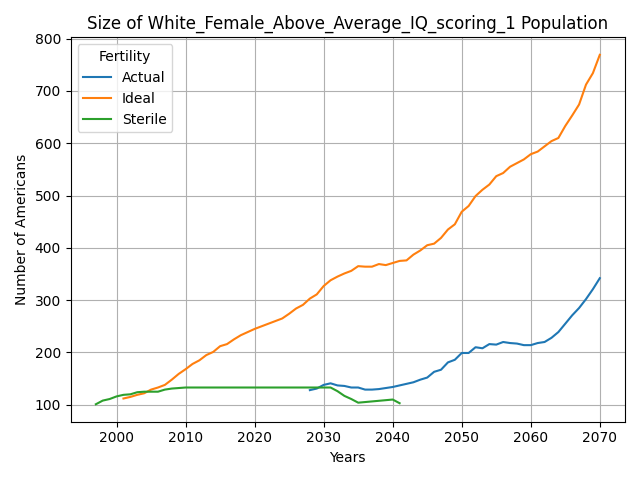 Size of White_Female_Above_Average_IQ_scoring_1 Population
Fertility
Actual
Ideal
Sterile
Number of Americans
800
700
600
500
400
300
200
100
2000
2010
2020
2030
2040
2050
2060
2070
Years